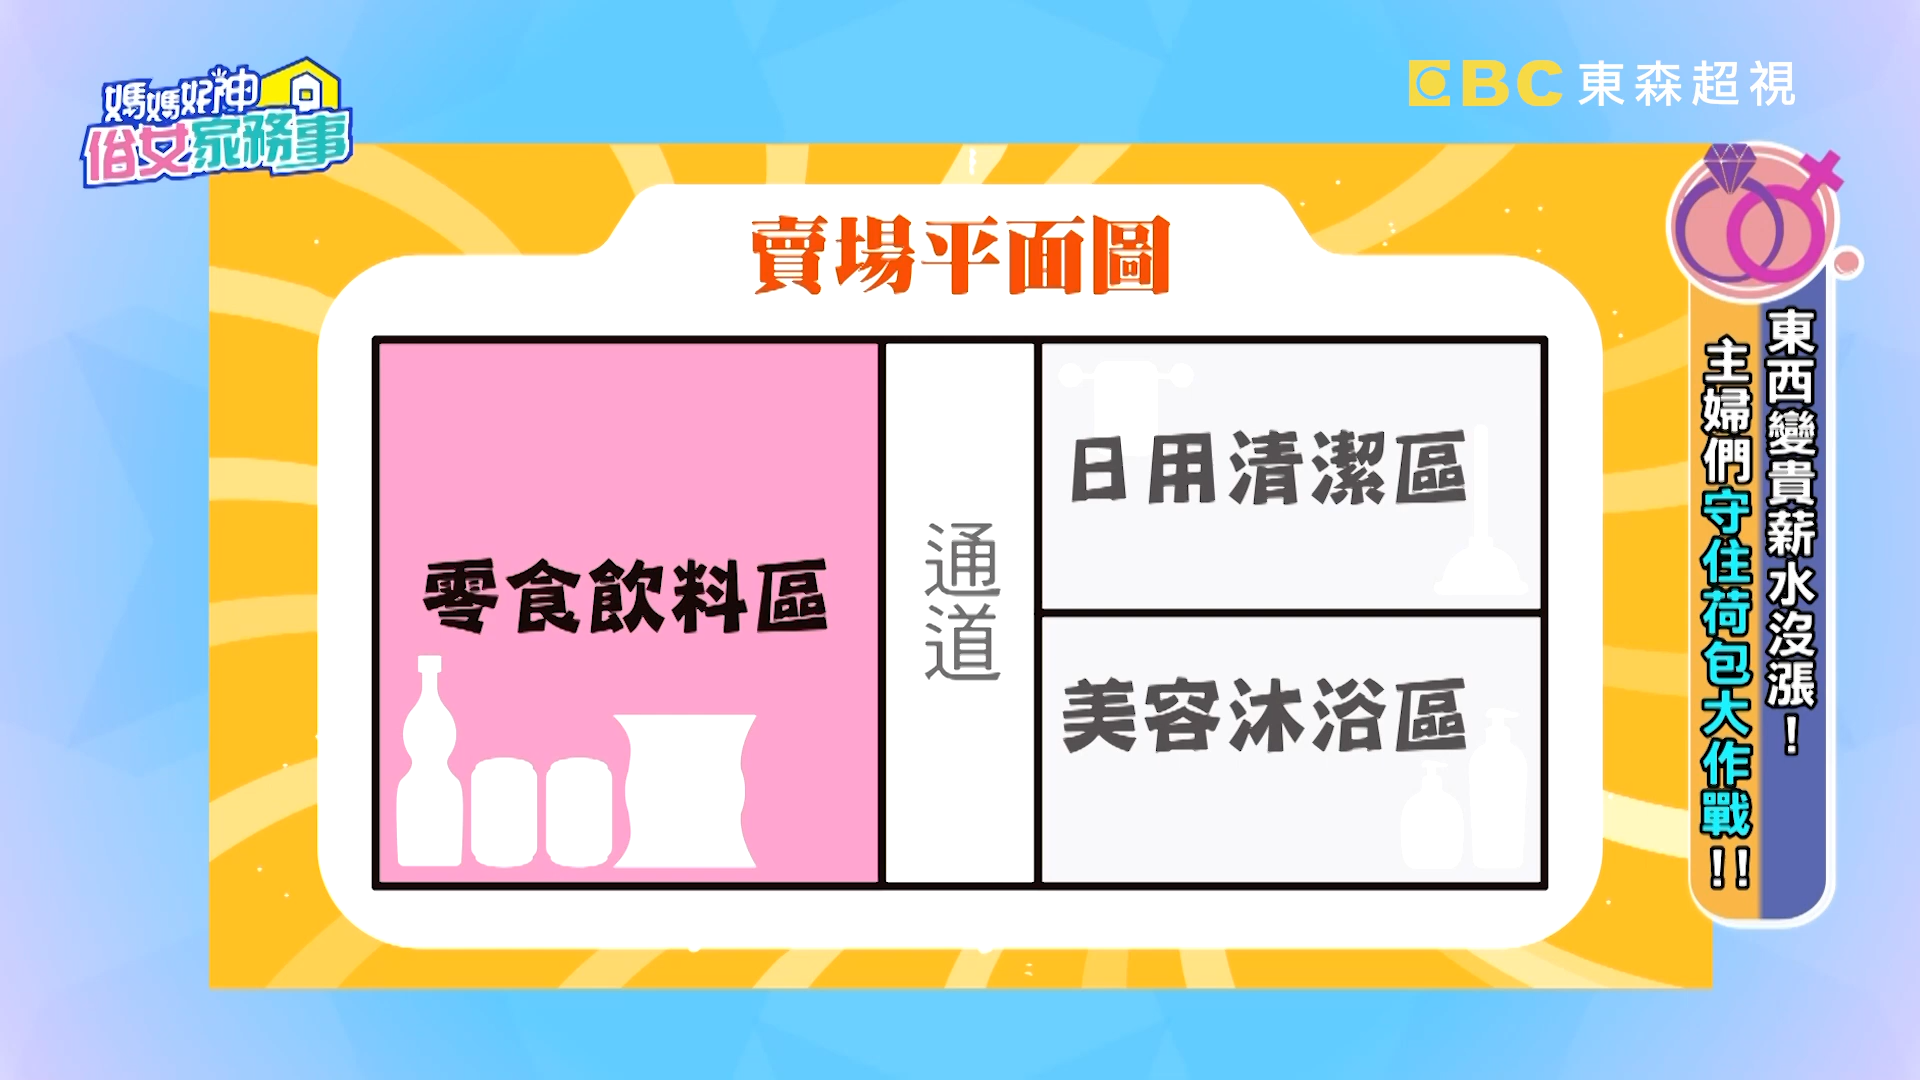 媽媽好神
俗女家務事
EBC 東森超視
賣場平面圖
零食飲料區
通道
日用清潔區
美容沐浴區
東西變貴薪水沒漲！
主婦們守住荷包大作戰！！